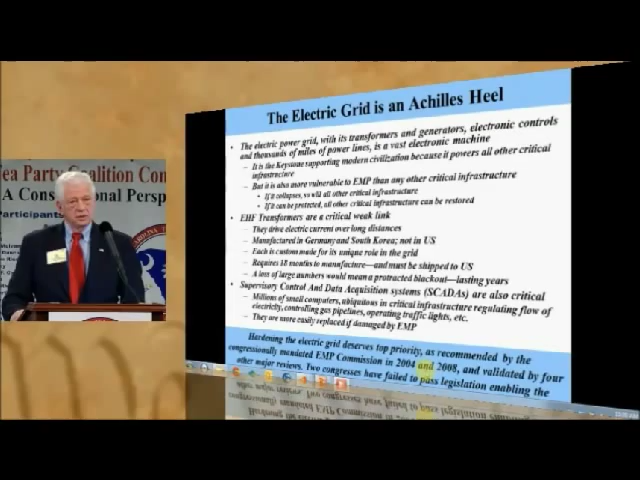 ea Party Coalition Con
A Cons ional Persp
articipant
The Electric Grid is an Achilles Heel
• The electric power grid, with its transformers and generators, electronic controls
and thousands of miles of power lines, is a vast electronic machine
– It is the Keystone supporting modern civilization because it powers all other critical
infrastructure
– But it is also more vulnerable to EMP than any other critical infrastructure
• If it collapses, so will all other critical infrastructure
• If it can be protected, all other critical infrastructure can be restored
• EHF Transformers are a critical weak link
– They drive electric current over long distances
– Manufactured in Germany and South Korea; not in US
– Each is custom made for its unique role in the grid
– Requires 18 months to manufacture—and must be shipped to US
– A loss of large numbers would mean a protracted blackout—lasting years
• Supervisory Control And Data Acquisition systems (SCADAs) are also critical
– Millions of small computers, ubiquitous in critical infrastructure regulating flow of
electricity, controlling gas pipelines, operating traffic lights, etc.
– They are more easily replaced if damaged by EMP
Hardening the electric grid deserves top priority, as recommended by the
congressionally mandated EMP Commission in 2004 and 2008, and validated by four
other major reviews. Two congresses have failed to pass legislation enabling the